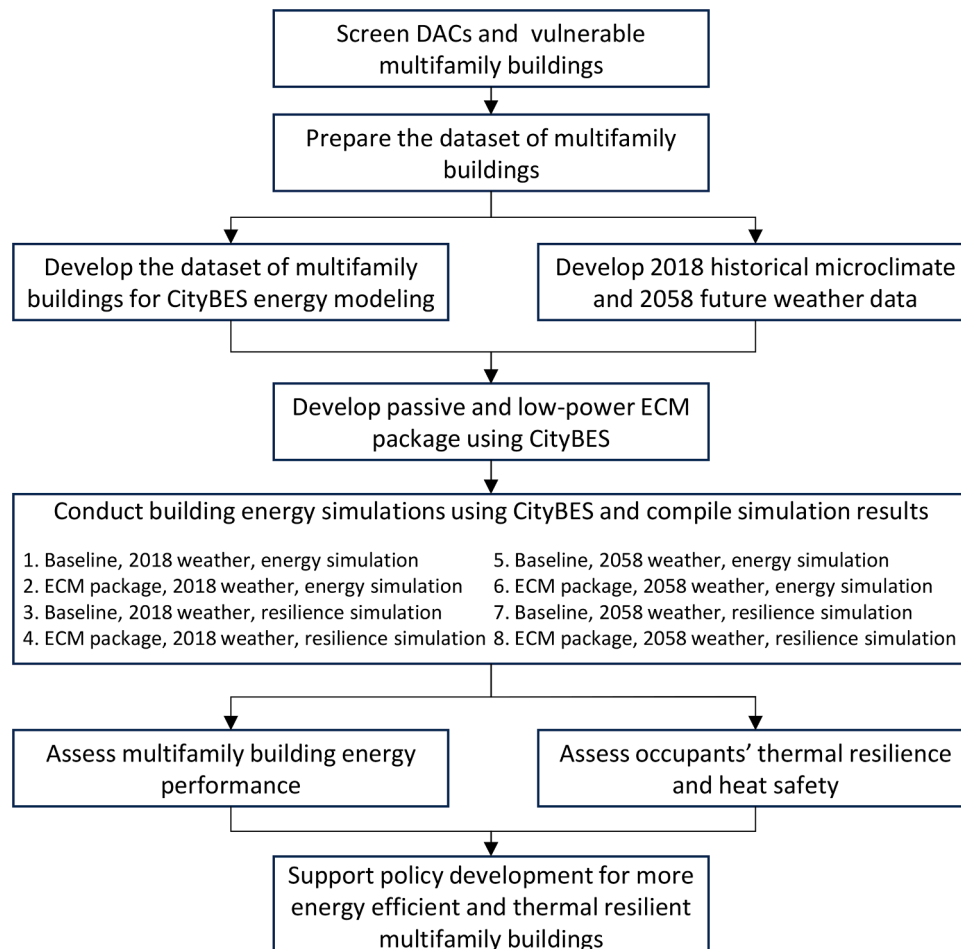 Screen DACs and vulnerable
multifamily buildings
Prepare the dataset of multifamily
buildings
Develop the dataset of multifamily
buildings for CityBES energy modeling
Develop 2018 historical microclimate
and 2058 future weather data
Develop passive and low-power ECM
package using CityBES
Conduct building energy simulations using CityBES and compile simulation results
1. Baseline, 2018 weather, energy simulation
2. ECM package, 2018 weather, energy simulation
3. Baseline, 2018 weather, resilience simulation
4. ECM package, 2018 weather, resilience simulation
5. Baseline, 2058 weather, energy simulation
6. ECM package, 2058 weather, energy simulation
7. Baseline, 2058 weather, resilience simulation
8. ECM package, 2058 weather, resilience simulation
Assess multifamily building energy
performance
Assess occupants’ thermal resilience
and heat safety
Support policy development for more
energy efficient and thermal resilient
multifamily buildings